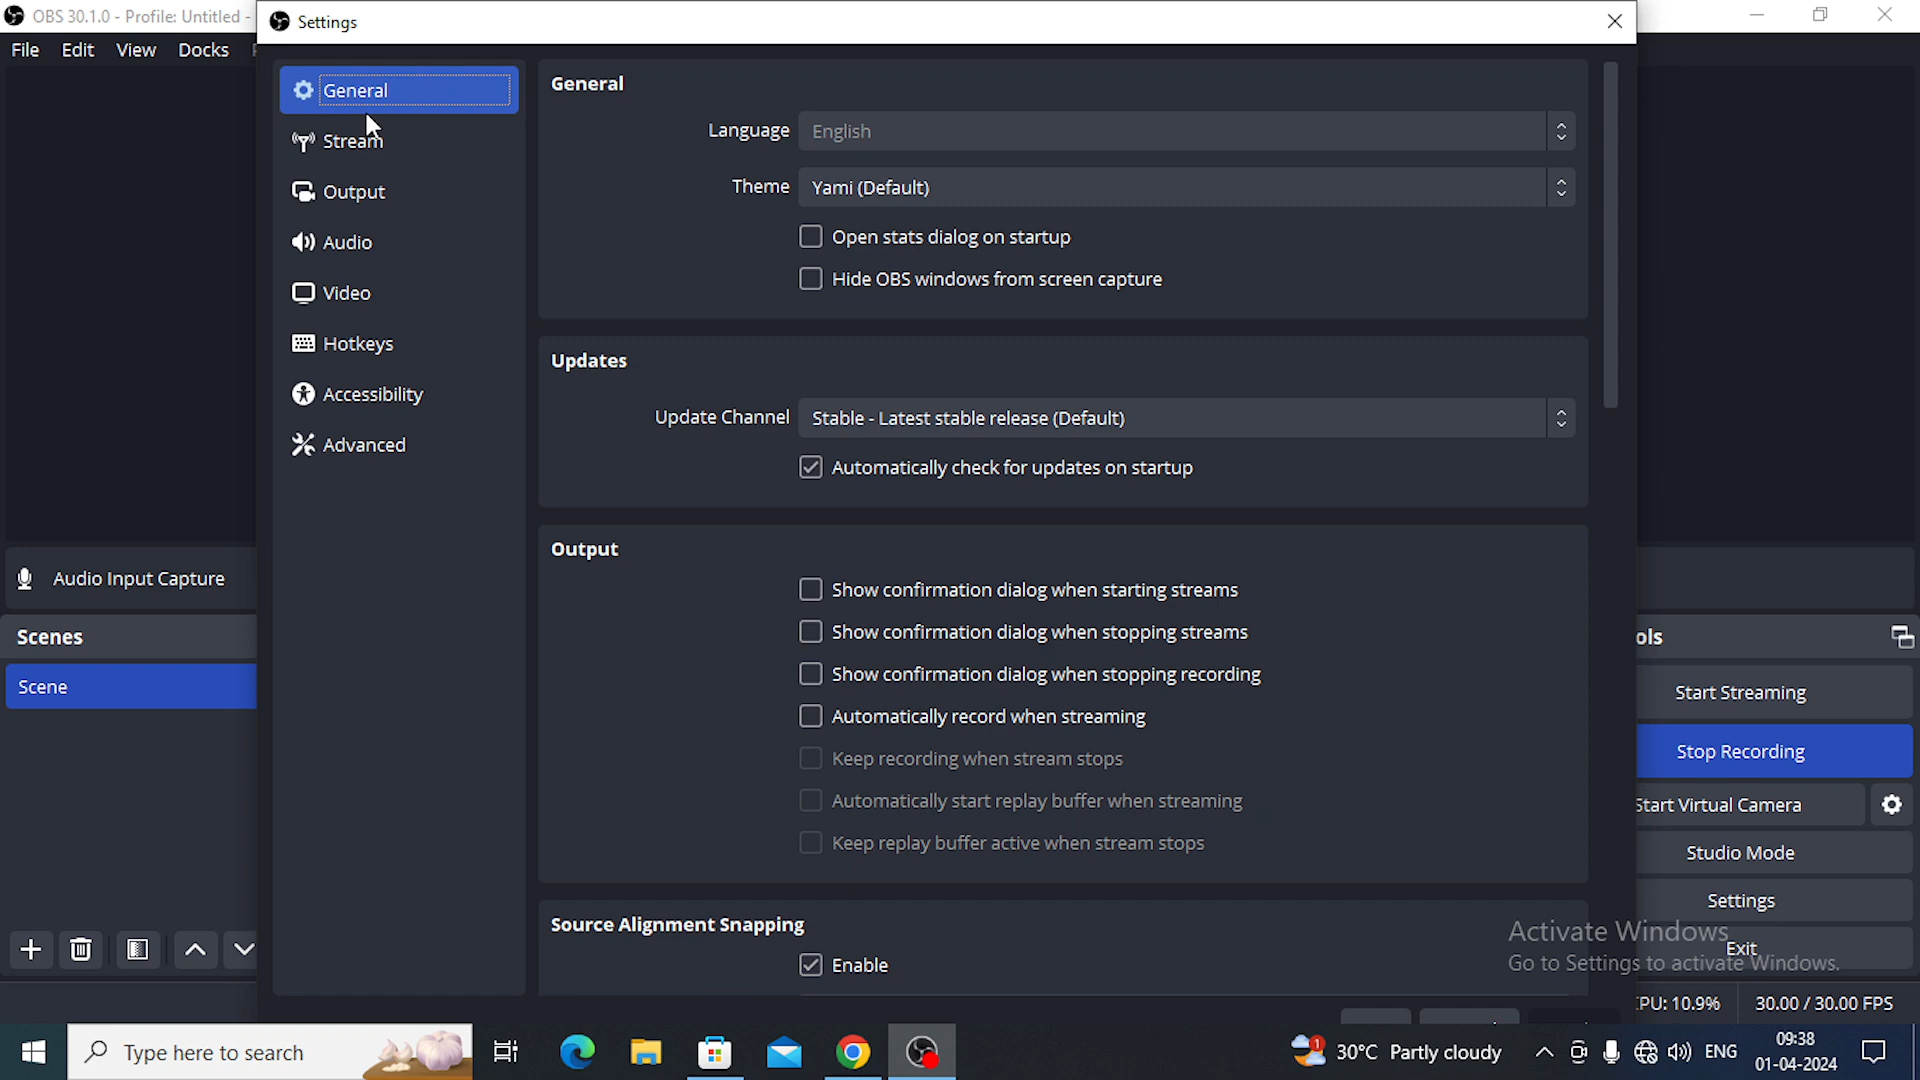 OBS 30.1.0 - Profile: Untitled -
Settings
File Edit View Docks
General
Stream
Output
Audio
Video
Hotkeys
Accessibility
Advanced
General
Language English
Theme Yami (Default)
Open stats dialog on startup
Hide OBS windows from screen capture
Updates
Update Channel Stable - Latest stable release (Default)
Automatically check for updates on startup
Output
Show confirmation dialog when starting streams
Show confirmation dialog when stopping streams
Show confirmation dialog when stopping recording
Automatically record when streaming
Keep recording when stream stops
Automatically start replay buffer when streaming
Keep replay buffer active when stream stops
Source Alignment Snapping
Enable
Audio Input Capture
Scenes
Scene
ols
Start Streaming
Stop Recording
Start Virtual Camera
Studio Mode
Settings
Exit
Activate Windows
Go to Settings to activate Windows.
CPU: 10.9% 30.00 / 30.00 FPS
Type here to search
1
30°C Partly cloudy
ENG
09:38
01-04-2024